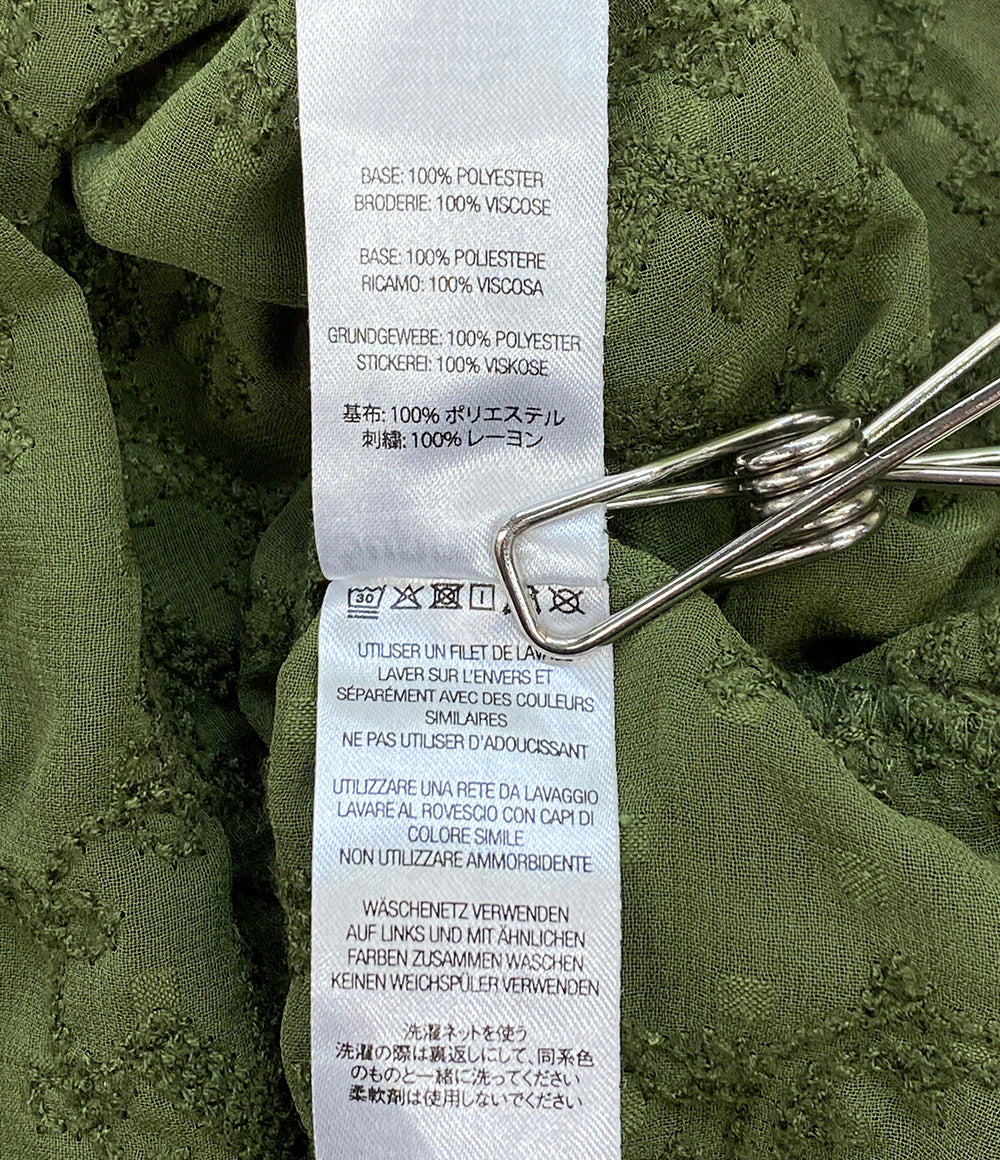 BASE: 100% POLYESTER
BRODERIE: 100% VISCOSE
BASE: 100% POLIESTERE
RICAMO: 100% VISCOSA
GRUNDGEWEBE: 100% POLYESTER
STICKEREI: 100% VISKOSE
基布: 100% ポリエステル
刺繍: 100% レーヨン
30
UTILISER UN FILET DE
LAVER SUR L'ENVERS ET
SÉPARÉMENT AVEC DES COULEURS
SIMILAIRES
NE PAS UTILISER D'ADOUCISSANT
UTILIZZARE UNA RETE DA LAVAGGIO
LAVARE AL ROVESCIO CON CAPI DI
COLORE SIMILE
NON UTILIZZARE AMMORBIDENTE
WÄSCHENETZ VERWENDEN
AUF LINKS UND MIT ÄHNLICHEN
FARBEN ZUSAMMEN WASCHEN
KEINEN WEICHSPÜLER VERWENDEN
洗濯ネットを使う
洗濯の際は裏返しにして、同系色
のものと一緒に洗ってください
柔軟剤は使用しないでください